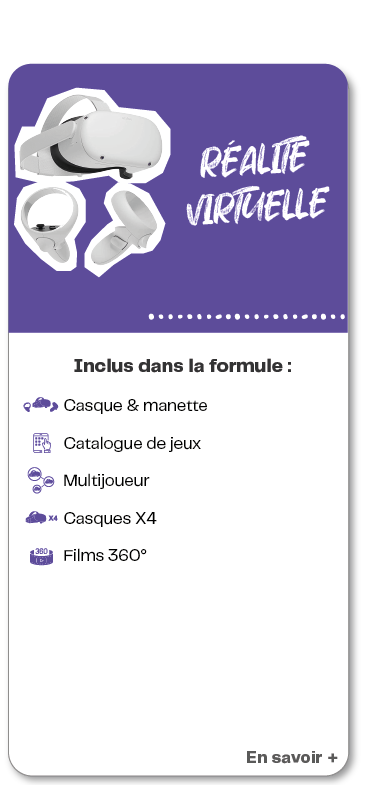 RÉALITÉ
VIRTUELLE
Inclus dans la formule :
Casque & manette
Catalogue de jeux
Multijoueur
X4 Casques X4
360 Films 360°
En savoir +